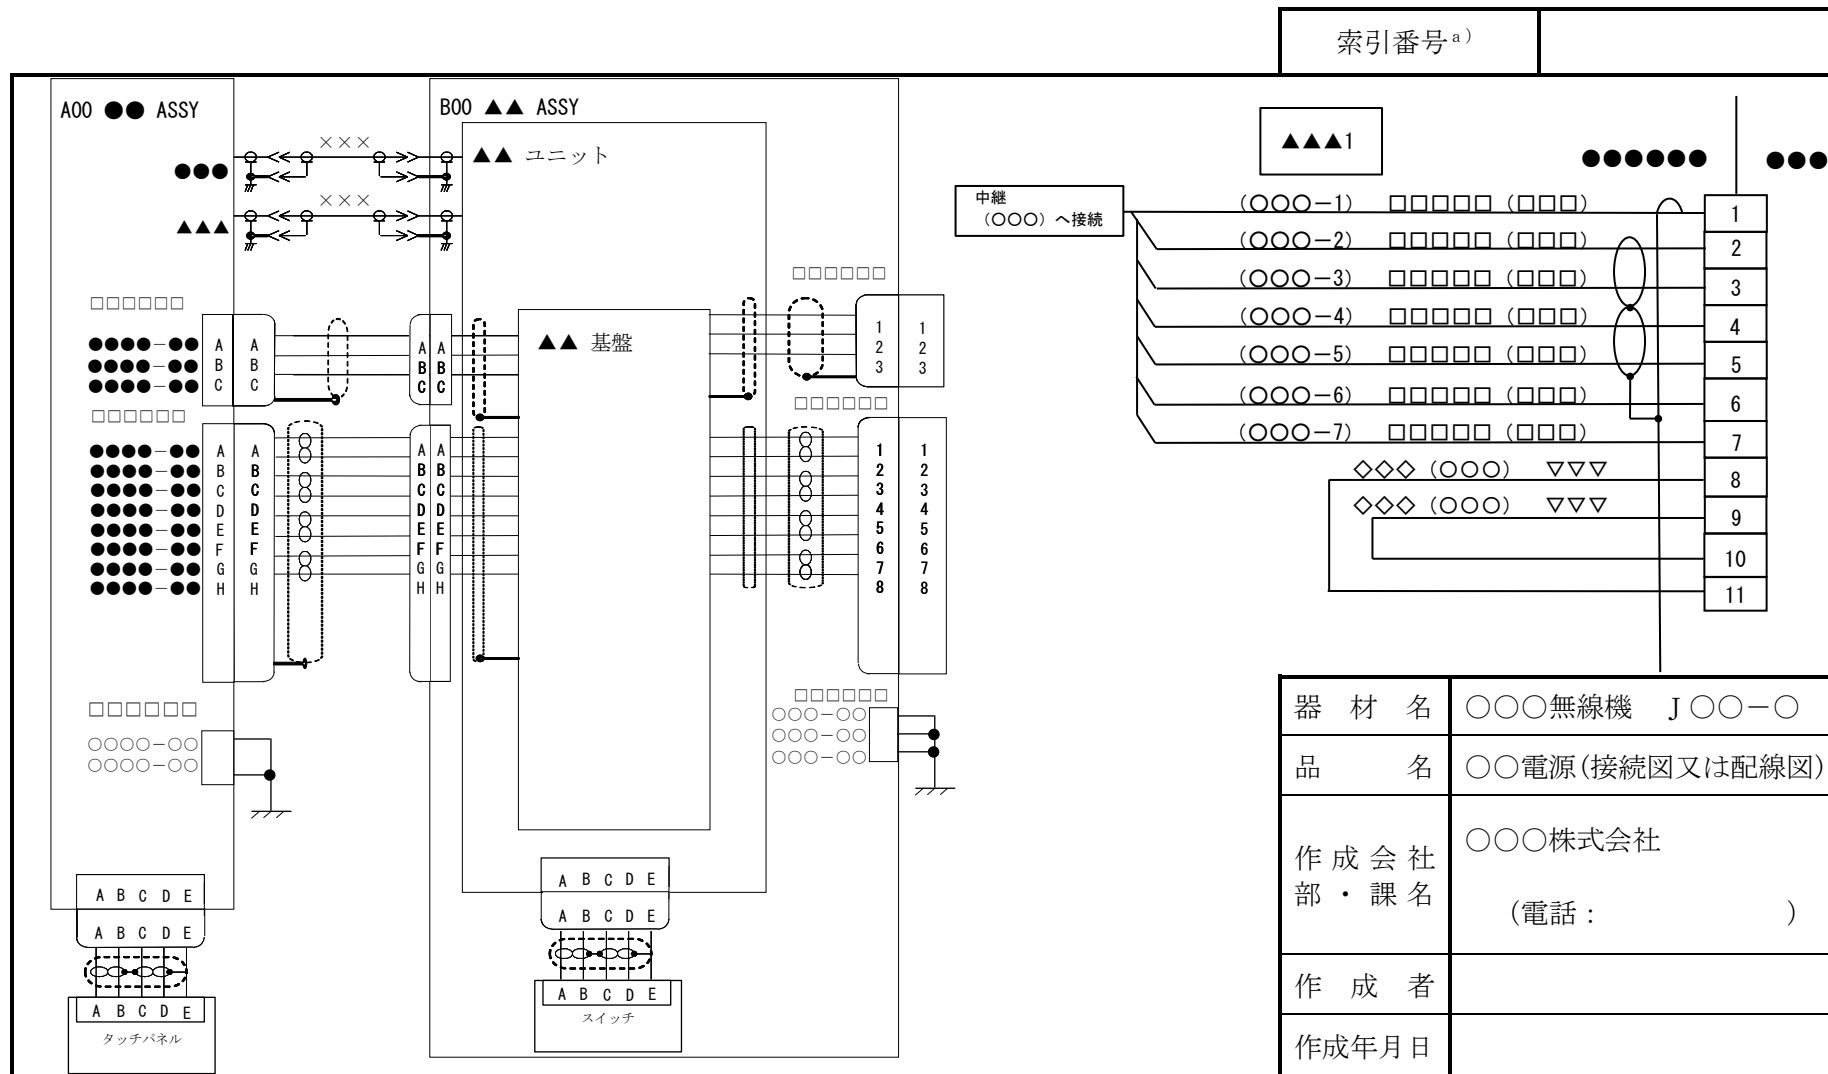 索引番号a)
A00 ●● ASSY
×××
●●●
×××
▲▲▲
□□□□□□
●●●●−●● A A
●●●●−●● B B
●●●●−●● C C
□□□□□□
●●●●−●● A A
●●●●−●● B B
●●●●−●● C C
●●●●−●● D D
●●●●−●● E E
●●●●−●● F F
●●●●−●● G G
●●●●−●● H H
□□□□□□
○○○○−○○
○○○○−○○
A B C D E
A B C D E
A B C D E
タッチパネル
B00 ▲▲ ASSY
▲▲ ユニット
▲▲ 基盤
A A
B B
C C
A A
B B
C C
D D
E E
F F
G G
H H
□□□□□□
1 1
2 2
3 3
□□□□□□
1 1
2 2
3 3
4 4
5 5
6 6
7 7
8 8
□□□□□□
○○○−○○
○○○−○○
○○○−○○
A B C D E
A B C D E
A B C D E
スイッチ
▲▲▲1
●●●●●● ●●●
中継
(○○○) へ接続
(○○○−1) □□□□□ (□□□) 1
(○○○−2) □□□□□ (□□□) 2
(○○○−3) □□□□□ (□□□) 3
(○○○−4) □□□□□ (□□□) 4
(○○○−5) □□□□□ (□□□) 5
(○○○−6) □□□□□ (□□□) 6
(○○○−7) □□□□□ (□□□) 7
◇◇◇ (○○○) ▽▽▽ 8
◇◇◇ (○○○) ▽▽▽ 9
10
11
器材名 ○○○無線機 J○○−○
品名 ○○電源(接続図又は配線図)
作成会社
部・課名
○○○株式会社
(電話: )
作成者
作成年月日